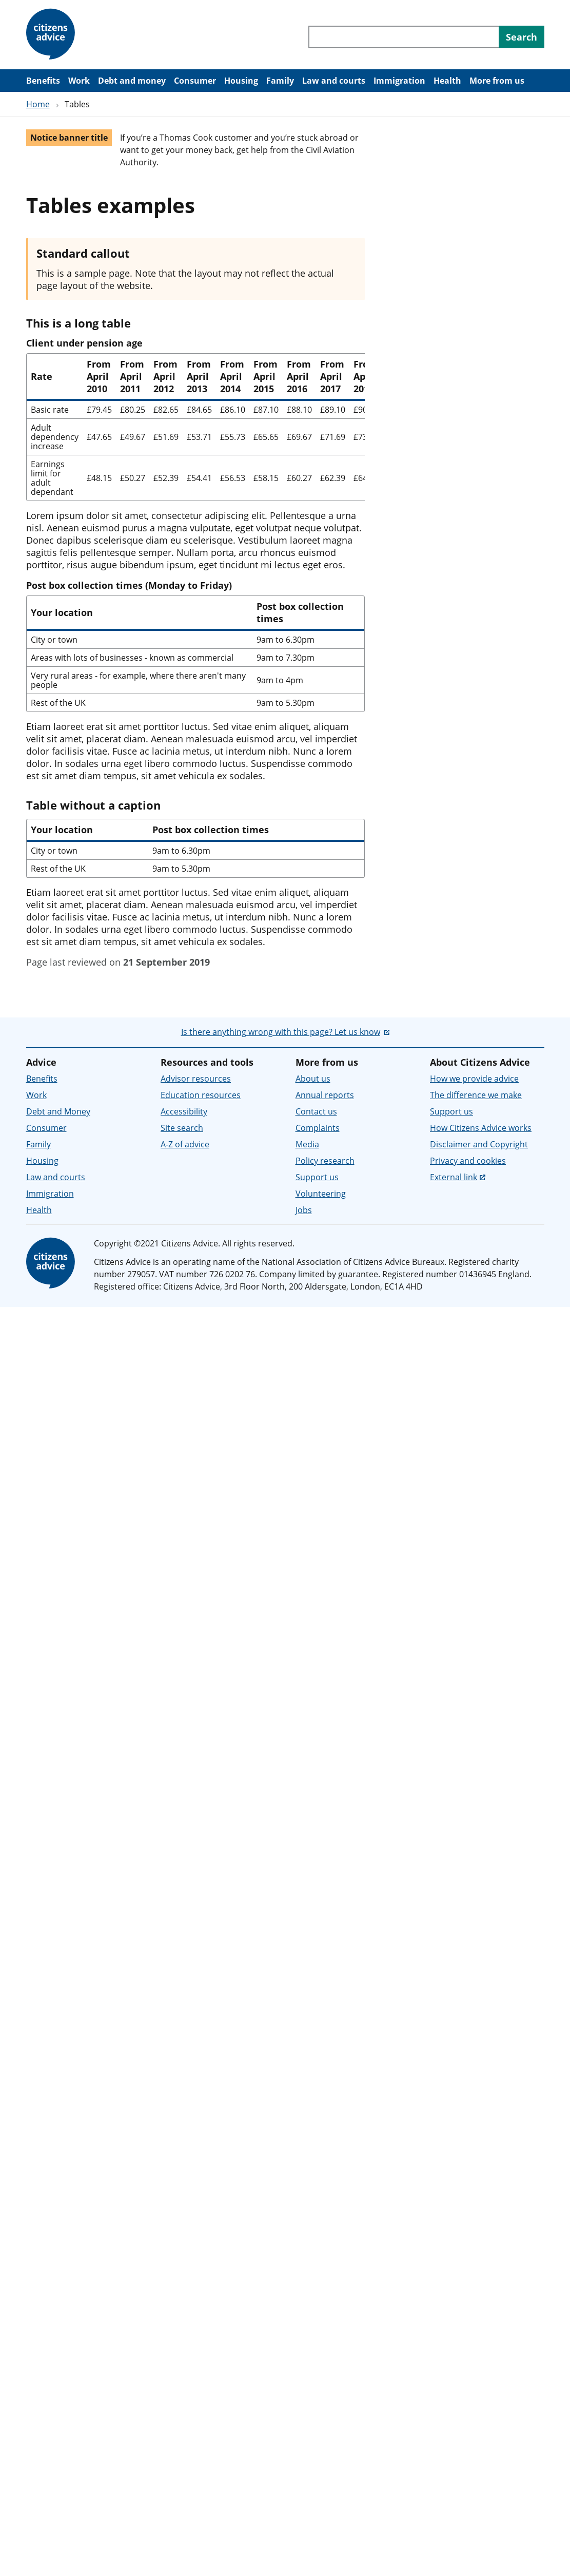 citizens
advice
Search
Benefits Work Debt and money Consumer Housing Family Law and courts Immigration Health More from us
Home › Tables
Notice banner title
If you’re a Thomas Cook customer and you’re stuck abroad or
want to get your money back, get help from the Civil Aviation
Authority.
Tables examples
Standard callout
This is a sample page. Note that the layout may not reflect the actual
page layout of the website.
This is a long table
Client under pension age
Rate From April 2010 From April 2011 From April 2012 From April 2013 From April 2014 From April 2015 From April 2016 From April 2017
Basic rate £79.45 £80.25 £82.65 £84.65 £86.10 £87.10 £88.10 £89.10
Adult dependency increase £47.65 £49.67 £51.69 £53.71 £55.73 £65.65 £69.67 £71.69
Earnings limit for adult dependant £48.15 £50.27 £52.39 £54.41 £56.53 £58.15 £60.27 £62.39
Lorem ipsum dolor sit amet, consectetur adipiscing elit. Pellentesque a urna
nisl. Aenean euismod purus a magna vulputate, eget volutpat neque volutpat.
Donec dapibus scelerisque diam eu scelerisque. Vestibulum laoreet magna
sagittis felis pellentesque semper. Nullam porta, arcu rhoncus euismod
porttitor, risus augue bibendum ipsum, eget tincidunt mi lectus eget eros.
Post box collection times (Monday to Friday)
Your location Post box collection times
City or town 9am to 6.30pm
Areas with lots of businesses - known as commercial 9am to 7.30pm
Very rural areas - for example, where there aren't many people 9am to 4pm
Rest of the UK 9am to 5.30pm
Etiam laoreet erat sit amet porttitor luctus. Sed vitae enim aliquet, aliquam
velit sit amet, placerat diam. Aenean malesuada euismod arcu, vel imperdiet
dolor facilisis vitae. Fusce ac lacinia metus, ut interdum nibh. Nunc a lorem
dolor. In sodales urna eget libero commodo luctus. Suspendisse commodo
est sit amet diam tempus, sit amet vehicula ex sodales.
Table without a caption
Your location Post box collection times
City or town 9am to 6.30pm
Rest of the UK 9am to 5.30pm
Etiam laoreet erat sit amet porttitor luctus. Sed vitae enim aliquet, aliquam
velit sit amet, placerat diam. Aenean malesuada euismod arcu, vel imperdiet
dolor facilisis vitae. Fusce ac lacinia metus, ut interdum nibh. Nunc a lorem
dolor. In sodales urna eget libero commodo luctus. Suspendisse commodo
est sit amet diam tempus, sit amet vehicula ex sodales.
Page last reviewed on 21 September 2019
Is there anything wrong with this page? Let us know
Advice
Benefits
Work
Debt and Money
Consumer
Family
Housing
Law and courts
Immigration
Health
Resources and tools
Advisor resources
Education resources
Accessibility
Site search
A-Z of advice
More from us
About us
Annual reports
Contact us
Complaints
Media
Policy research
Support us
Volunteering
Jobs
About Citizens Advice
How we provide advice
The difference we make
Support us
How Citizens Advice works
Disclaimer and Copyright
Privacy and cookies
External link
citizens
advice
Copyright ©2021 Citizens Advice. All rights reserved.
Citizens Advice is an operating name of the National Association of Citizens Advice Bureaux. Registered charity
number 279057. VAT number 726 0202 76. Company limited by guarantee. Registered number 01436945 England.
Registered office: Citizens Advice, 3rd Floor North, 200 Aldersgate, London, EC1A 4HD